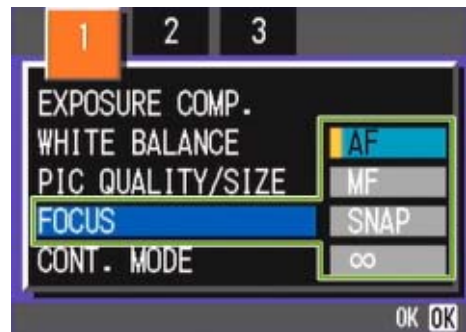 1 2 3
EXPOSURE COMP.
WHITE BALANCE AF
PIC QUALITY/SIZE MF
FOCUS SNAP
CONT. MODE ∞
OK OK